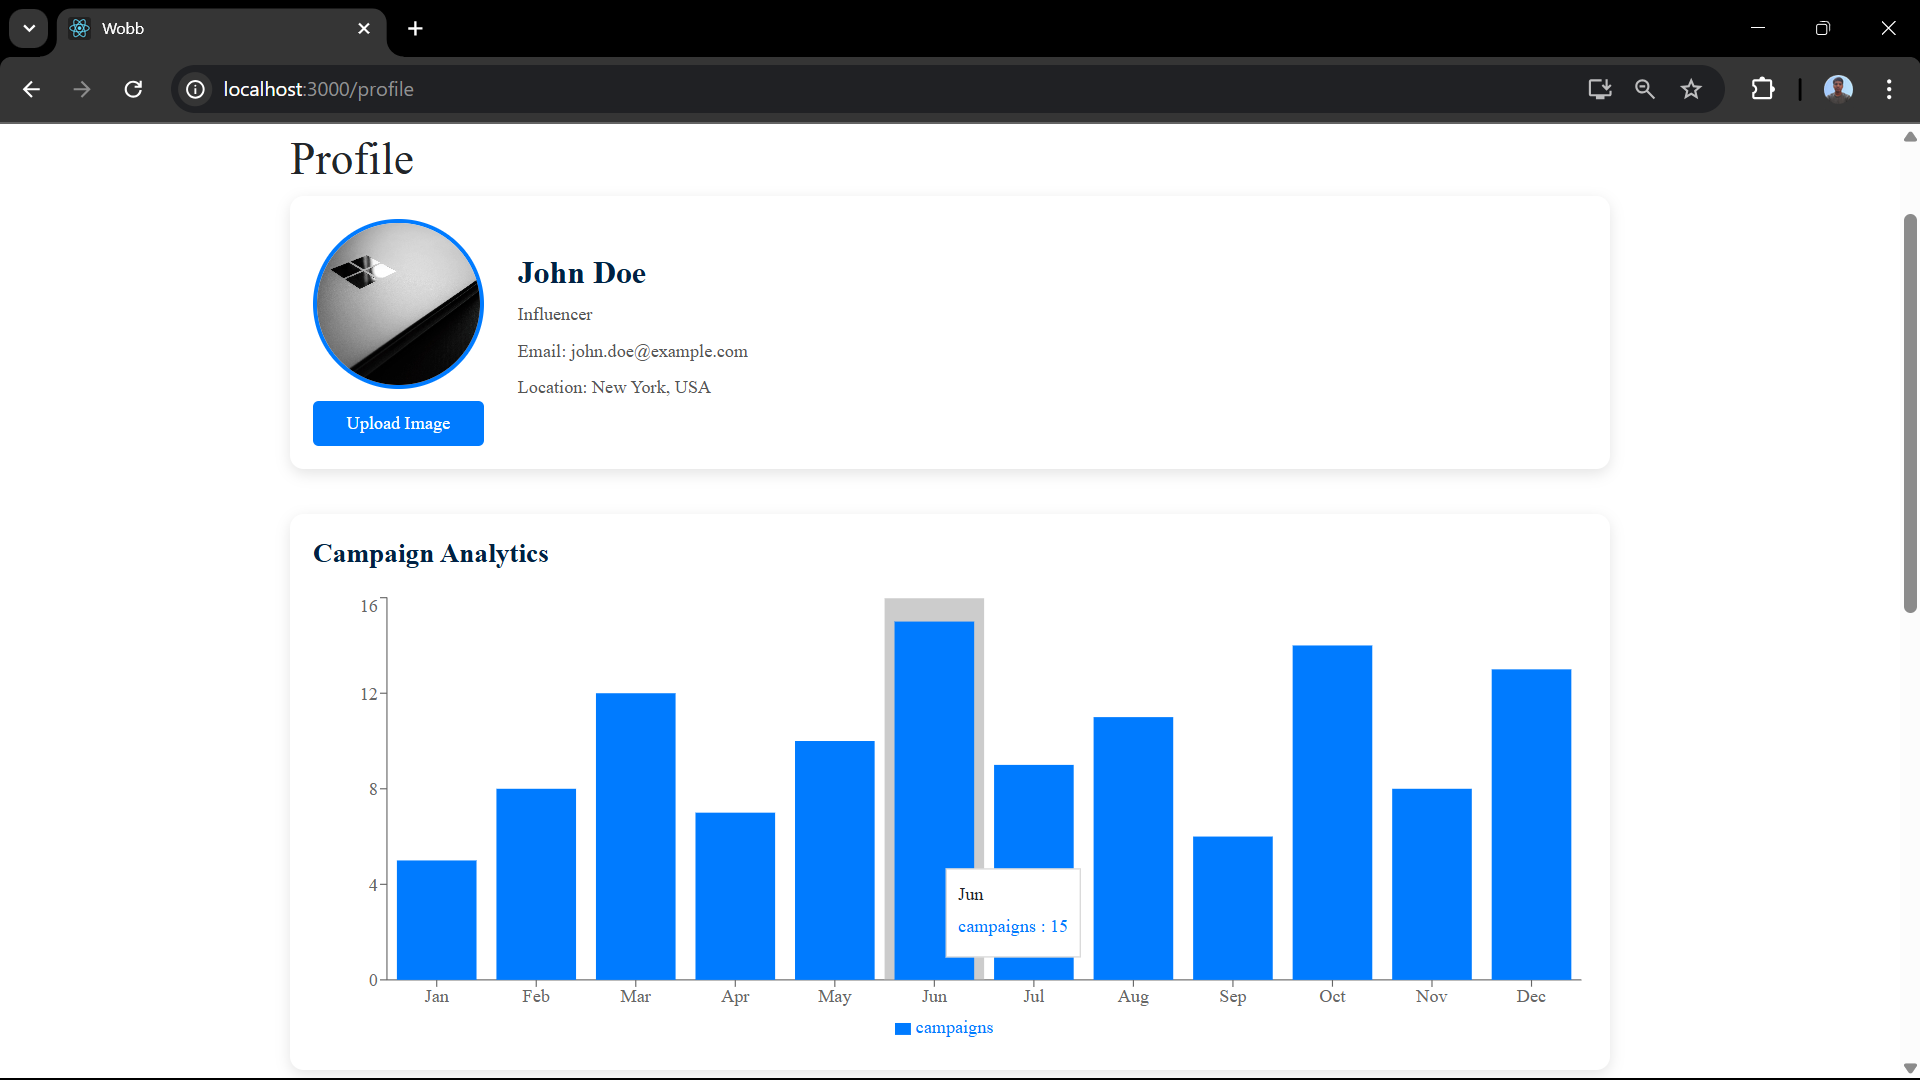 Wobb
localhost:3000/profile
Profile
John Doe
Influencer
Email: john.doe@example.com
Location: New York, USA
Upload Image
Campaign Analytics
16
12
8
4
0
Jun
campaigns : 15
Jan Feb Mar Apr May Jun Jul Aug Sep Oct Nov Dec
campaigns